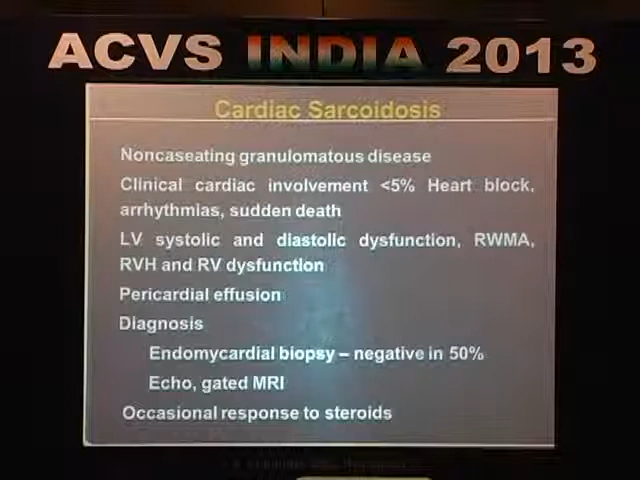 ACVS INDIA 2013
Cardiac Sarcoidosis
Noncaseating granulomatous disease
Clinical cardiac involvement <5% Heart block,
arrhythmias, sudden death
LV systolic and diastolic dysfunction, RWMA,
RVH and RV dysfunction
Pericardial effusion
Diagnosis
Endomycardial biopsy – negative in 50%
Echo, gated MRI
Occasional response to steroids